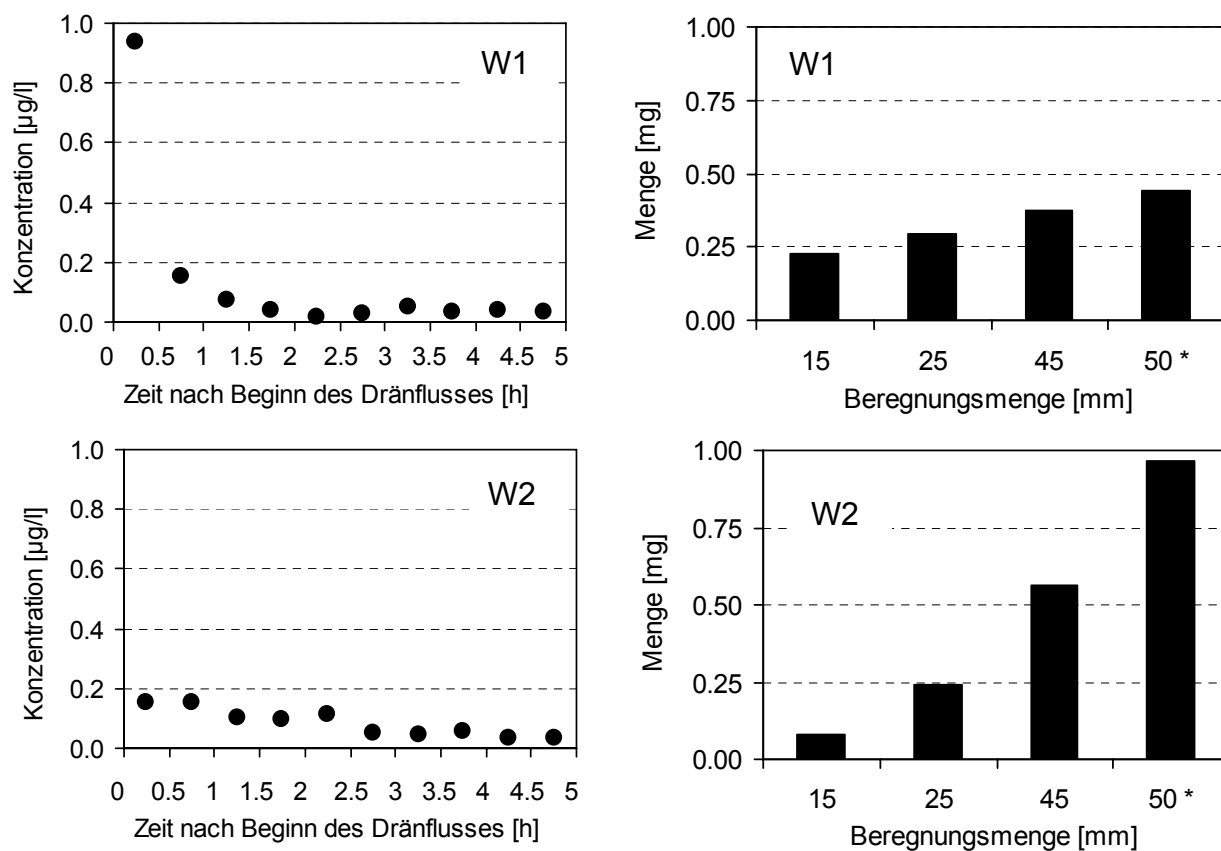 W1
Konzentration [µg/l]
1.0
0.8
0.6
0.4
0.2
0.0
0 0.5 1 1.5 2 2.5 3 3.5 4 4.5 5
Zeit nach Beginn des Dränflusses [h]
W1
Menge [mg]
1.00
0.75
0.50
0.25
0.00
15 25 45 50 *
Beregnungsmenge [mm]
W2
Konzentration [µg/l]
1.0
0.8
0.6
0.4
0.2
0.0
0 0.5 1 1.5 2 2.5 3 3.5 4 4.5 5
Zeit nach Beginn des Dränflusses [h]
W2
Menge [mg]
1.00
0.75
0.50
0.25
0.00
15 25 45 50 *
Beregnungsmenge [mm]